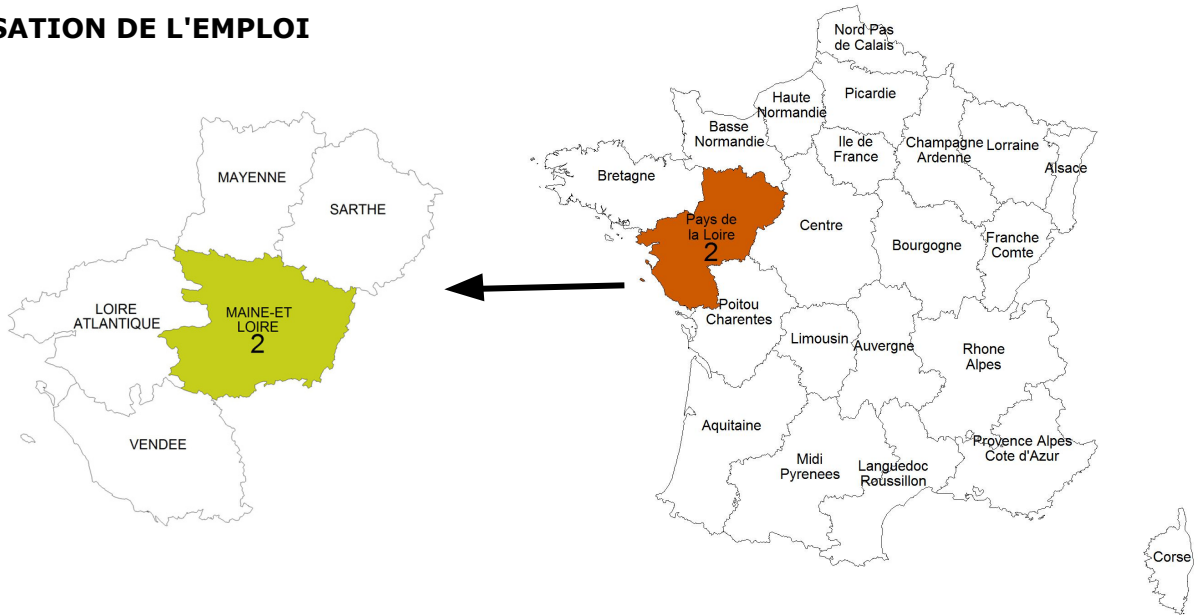 SATION DE L'EMPLOI
MAYENNE
SARTHE
LOIRE
ATLANTIQUE
MAINE-ET
LOIRE
2
VENDEE
Nord Pas
de Calais
Picardie
Haute
Normandie
Basse
Normandie
Ile de
France
Champagne
Ardenne
Lorraine
Alsace
Bretagne
Pays de
la Loire
2
Centre
Bourgogne
Franche
Comte
Poitou
Charentes
Limousin
Auvergne
Rhone
Alpes
Aquitaine
Midi
Pyrenees
Languedoc
Roussillon
Provence Alpes
Cote d'Azur
Corse